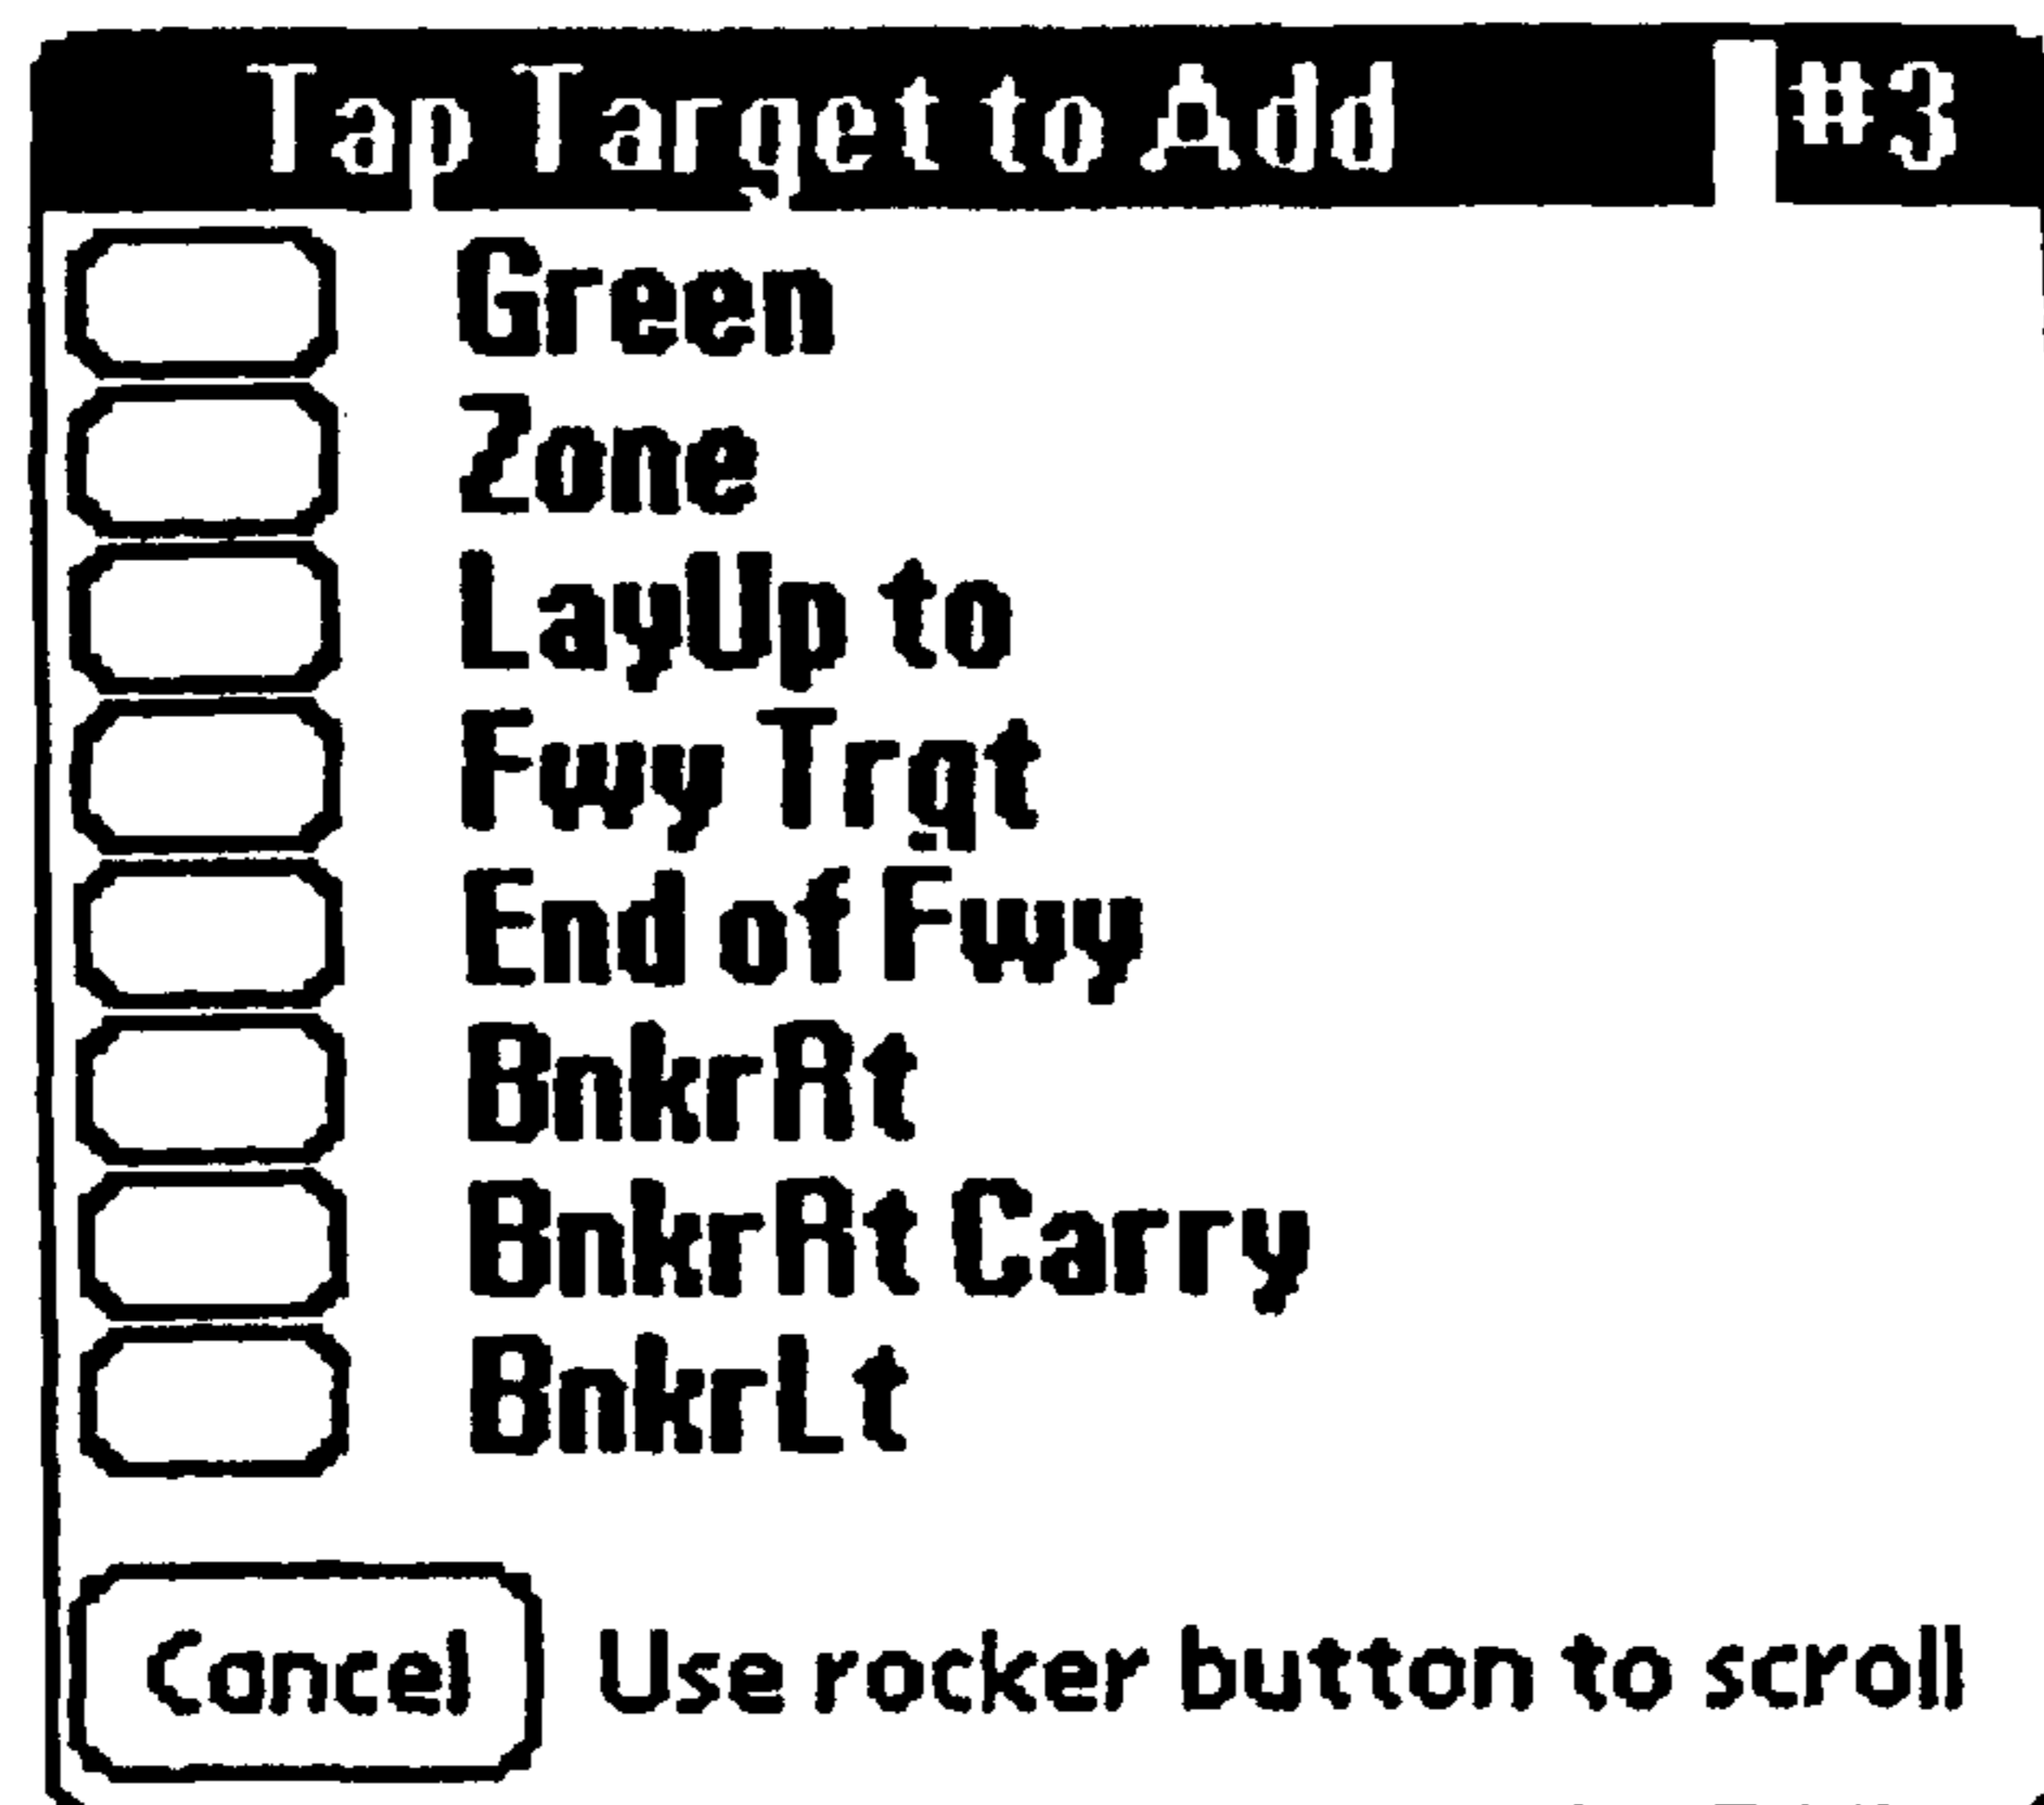 Tap Target to Add #3
Green
Zone
LayUp to
Fwy Trgt
End of Fwy
BnkrRt
BnkrRt Carry
BnkrLt
Cancel Use rocker button to scroll